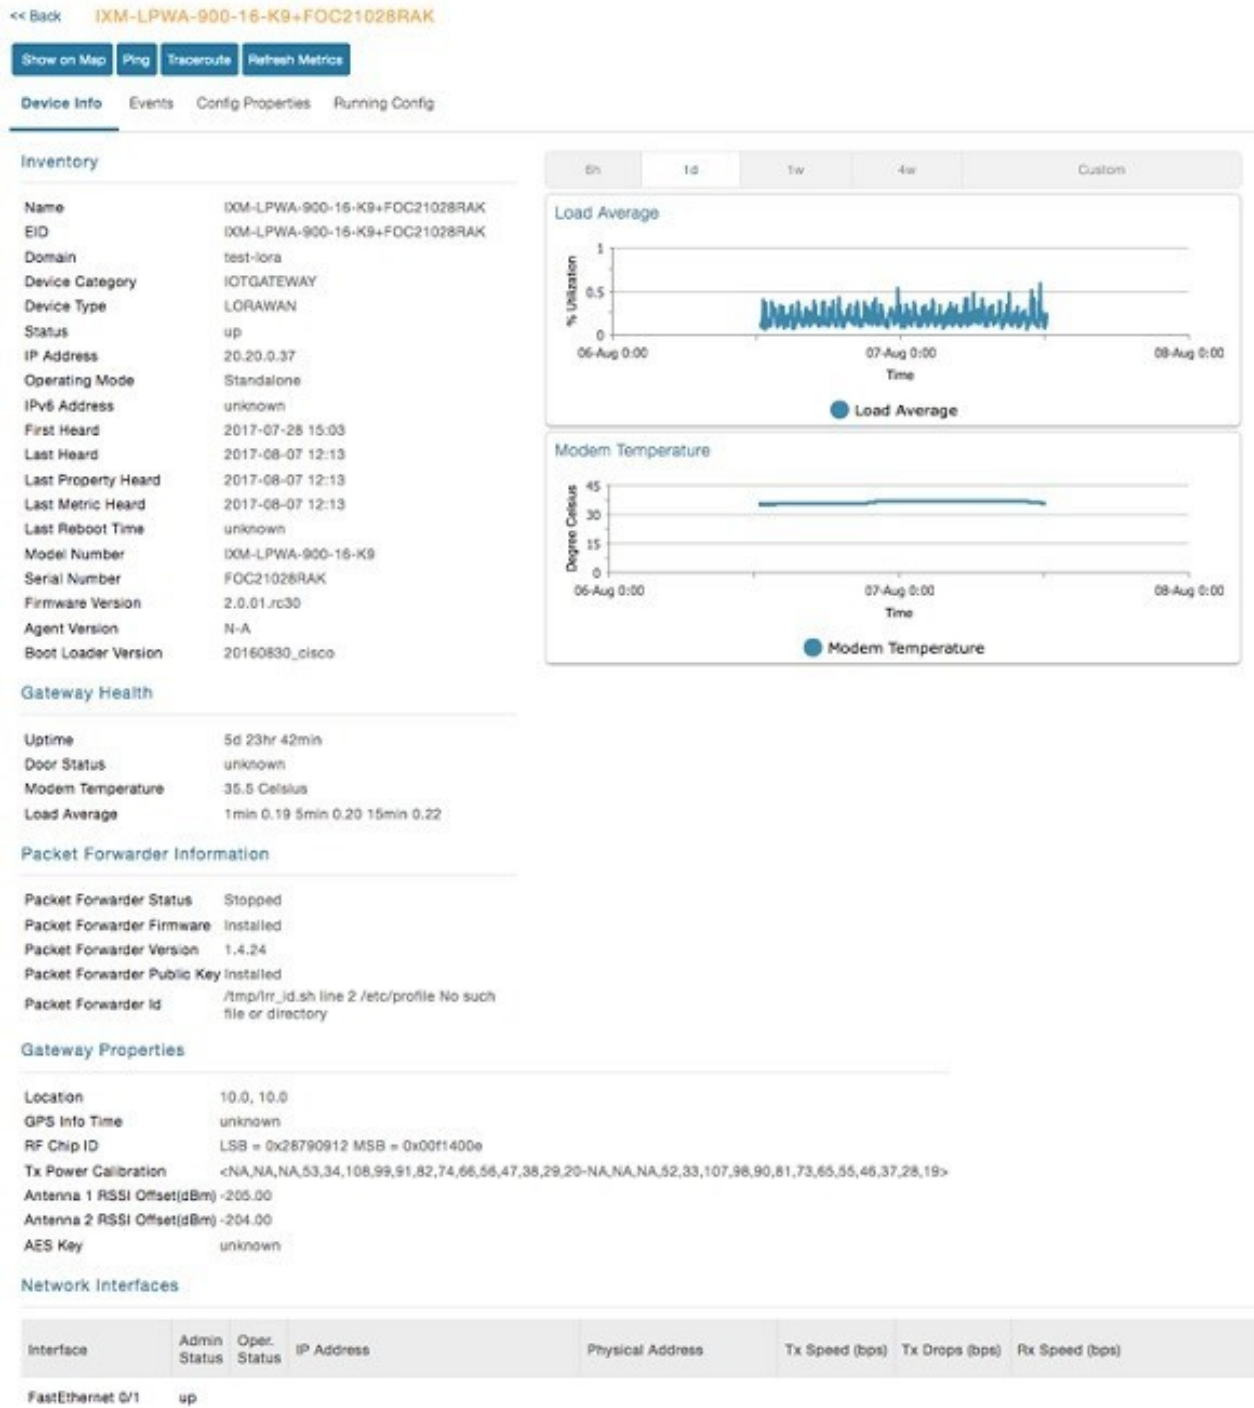 << Back IXM-LPWA-900-16-K9+FOC21028RAK
Show on Map Ping Traceroute Refresh Metrics
Device Info Events Config Properties Running Config
Inventory
Name IXM-LPWA-900-16-K9+FOC21028RAK
EID IXM-LPWA-900-16-K9+FOC21028RAK
Domain test-lora
Device Category IOTGATEWAY
Device Type LORAWAN
Status up
IP Address 20.20.0.37
Operating Mode Standalone
IPv6 Address unknown
First Heard 2017-07-28 15:03
Last Heard 2017-08-07 12:13
Last Property Heard 2017-08-07 12:13
Last Metric Heard 2017-08-07 12:13
Last Reboot Time unknown
Model Number IXM-LPWA-900-16-K9
Serial Number FOC21028RAK
Firmware Version 2.0.01.rc30
Agent Version N-A
Boot Loader Version 20160830_cisco
6h 1d 1w 4w Custom
Load Average
% Utilization
1
0.5
0
06-Aug 0:00 07-Aug 0:00 08-Aug 0:00
Time
Load Average
Modem Temperature
Degree Celsius
45
30
15
0
06-Aug 0:00 07-Aug 0:00 08-Aug 0:00
Time
Modem Temperature
Gateway Health
Uptime 5d 23hr 42min
Door Status unknown
Modem Temperature 35.5 Celsius
Load Average 1min 0.19 5min 0.20 15min 0.22
Packet Forwarder Information
Packet Forwarder Status Stopped
Packet Forwarder Firmware Installed
Packet Forwarder Version 1.4.24
Packet Forwarder Public Key Installed
Packet Forwarder Id /tmp/lrr_id.sh line 2 /etc/profile No such
file or directory
Gateway Properties
Location 10.0, 10.0
GPS Info Time unknown
RF Chip ID LSB = 0x28790912 MSB = 0x00f1400e
Tx Power Calibration <NA,NA,NA,53,34,108,99,91,82,74,66,56,47,38,29,20-NA,NA,NA,52,33,107,98,90,81,73,65,55,46,37,28,19>
Antenna 1 RSSI Offset(dBm) -205.00
Antenna 2 RSSI Offset(dBm) -204.00
AES Key unknown
Network Interfaces
Interface Admin Status Oper. Status IP Address Physical Address Tx Speed (bps) Tx Drops (bps) Rx Speed (bps)
FastEthernet 0/1 up